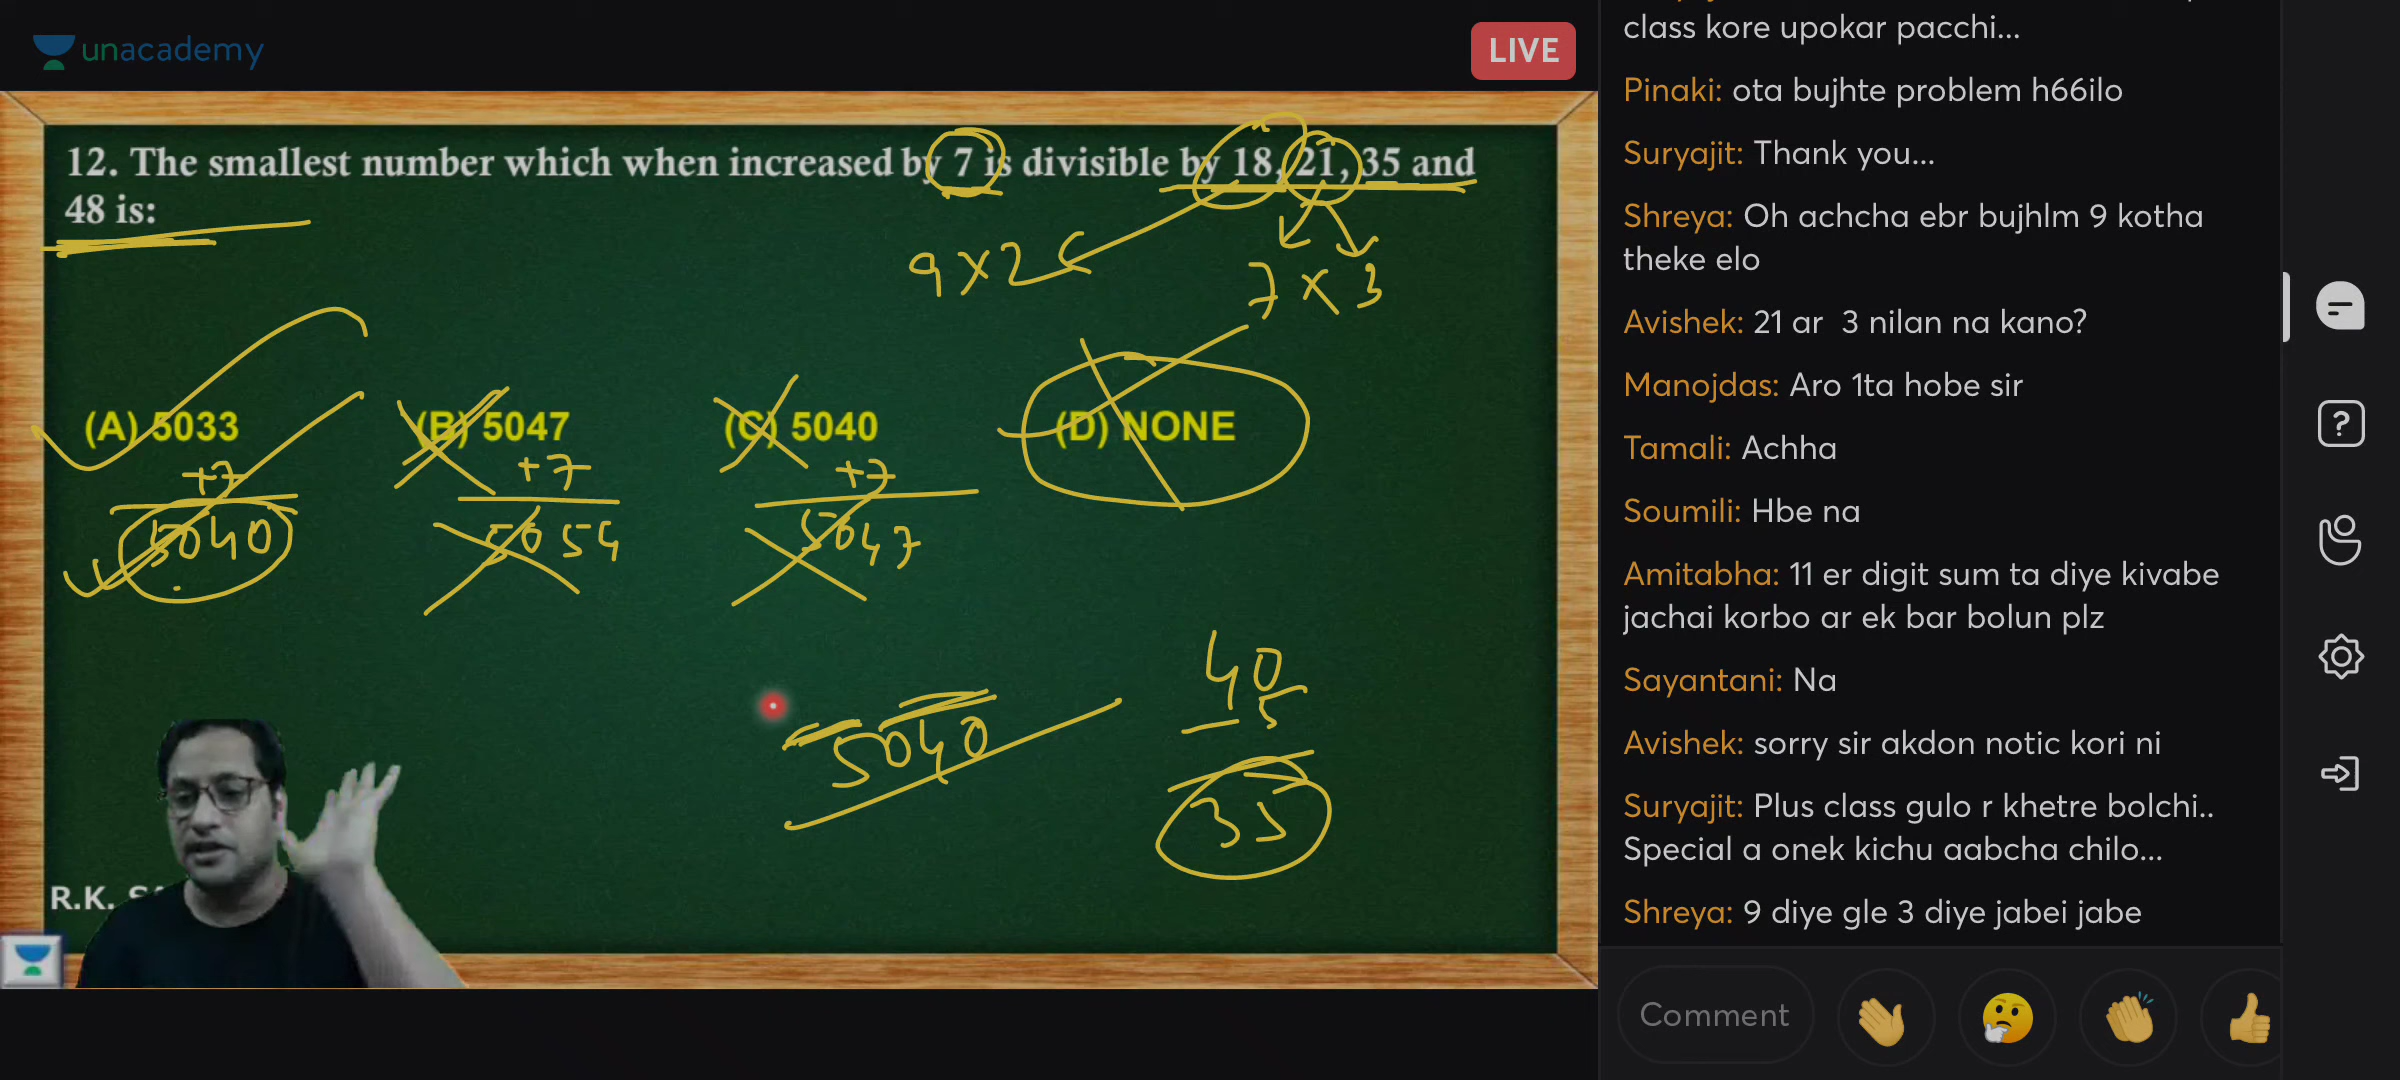 unacademy
LIVE
12. The smallest number which when increased by 7 is divisible by 18, 21, 35 and
48 is:
9 x 2
7 x 3
(A) 5033 (B) 5047 (C) 5040 (D) NONE
+7 +7 +7
5040 5054 5047
40
5
5040
35
R.K.
class kore upokar pacchi...
Pinaki: ota bujhte problem h66ilo
Suryajit: Thank you...
Shreya: Oh achcha ebr bujhlm 9 kotha
theke elo
Avishek: 21 ar 3 nilan na kano?
Manojdas: Aro 1ta hobe sir
Tamali: Achha
Soumili: Hbe na
Amitabha: 11 er digit sum ta diye kivabe
jachai korbo ar ek bar bolun plz
Sayantani: Na
Avishek: sorry sir akdon notic kori ni
Suryajit: Plus class gulo r khetre bolchi..
Special a onek kichu aabcha chilo...
Shreya: 9 diye gle 3 diye jabei jabe
Comment